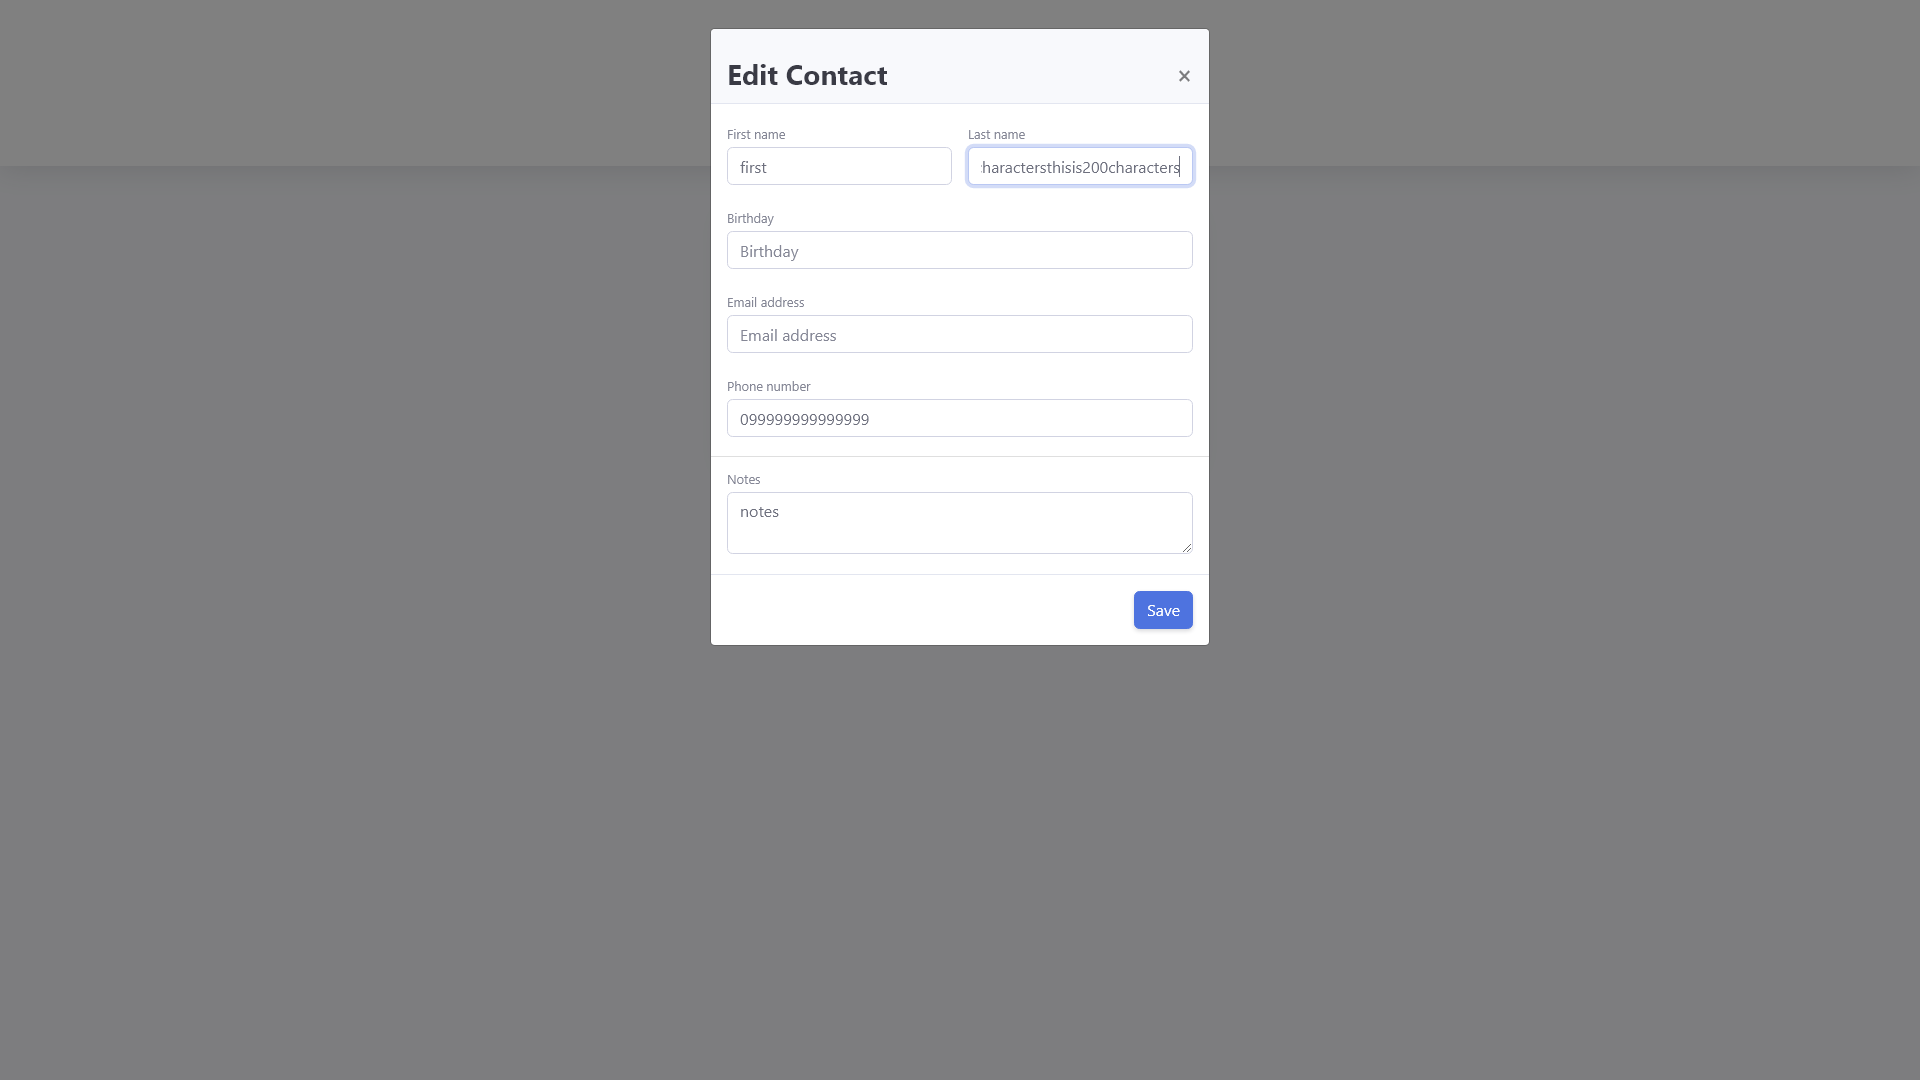 Edit Contact
×
First name
Last name
first
haractersthisis200characters
Birthday
Birthday
Email address
Email address
Phone number
099999999999999
Notes
notes
Save